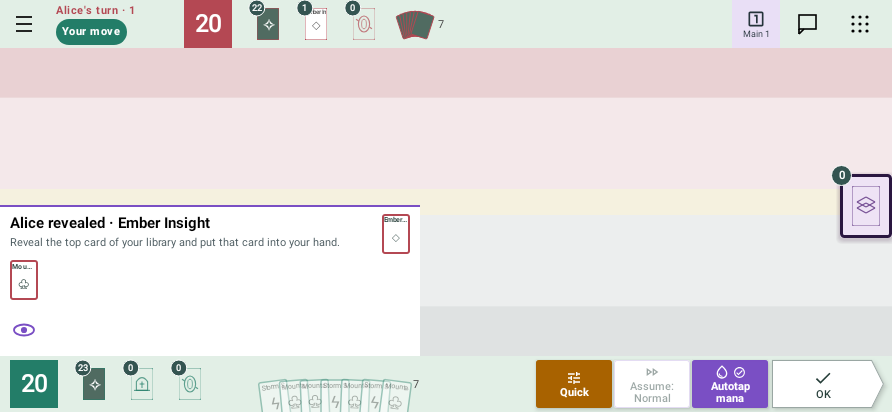 Alice's turn · 1
Your move
20
22
1
0
7
1
Main 1
0
Alice revealed · Ember Insight
Reveal the top card of your library and put that card into your hand.
Ember...
Mou...
20
23
0
0
7
Quick
Assume:
Normal
Autotap
mana
OK